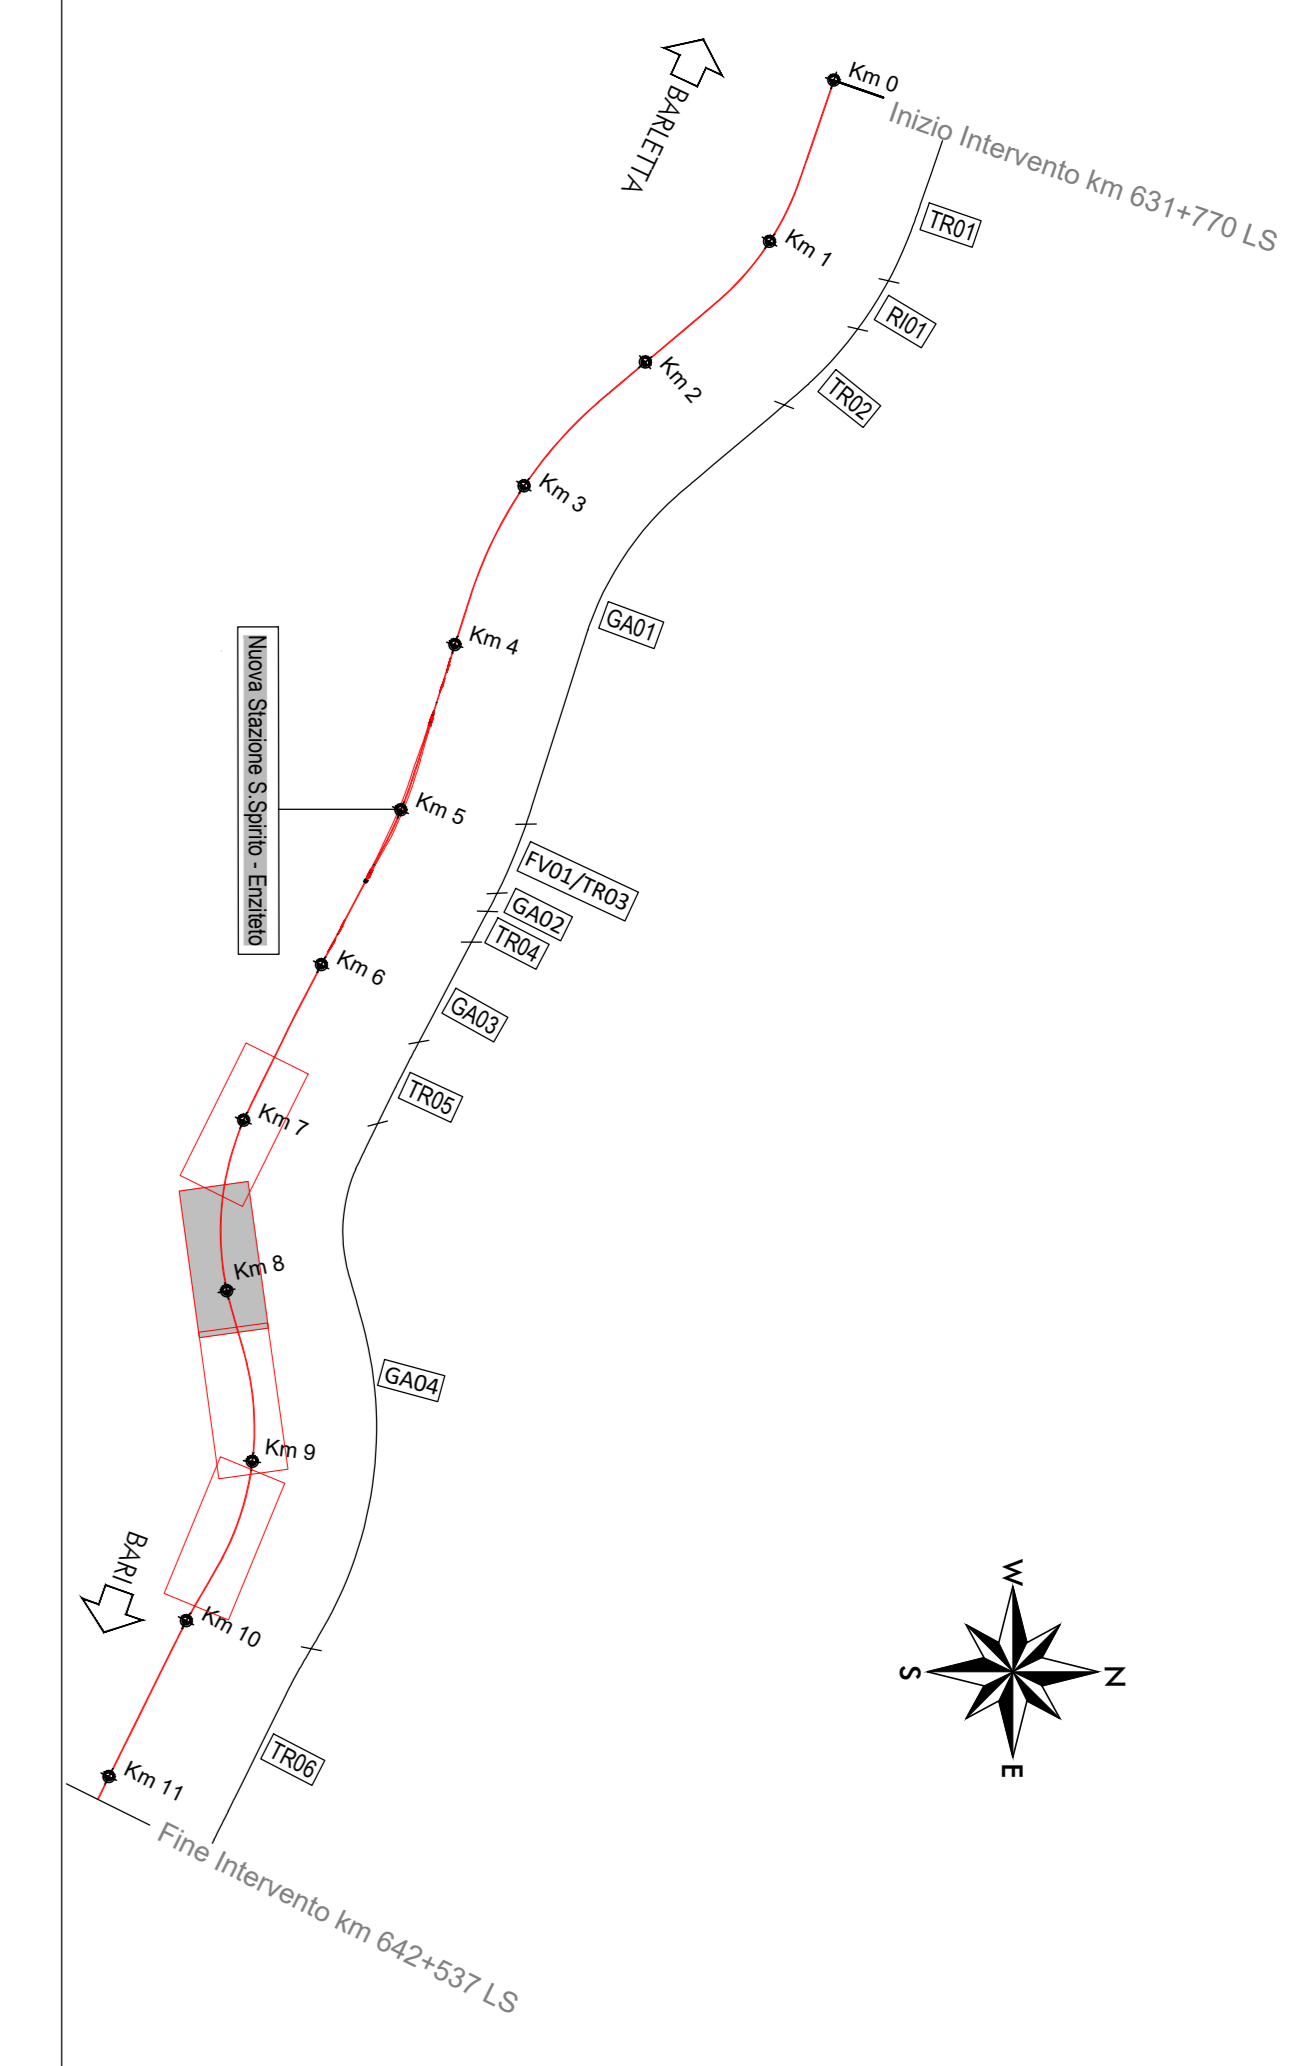 BARLETTA
Km 0
Inizio Intervento km 631+770 LS
TR01
Km 1
RI01
Km 2
TR02
Km 3
GA01
Km 4
Nuova Stazione S.Spirito - Enziteto
Km 5
FV01/TR03
GA02
TR04
Km 6
GA03
TR05
Km 7
Km 8
GA04
Km 9
BARI
Km 10
TR06
Km 11
Fine Intervento km 642+537 LS
W
N
S
E